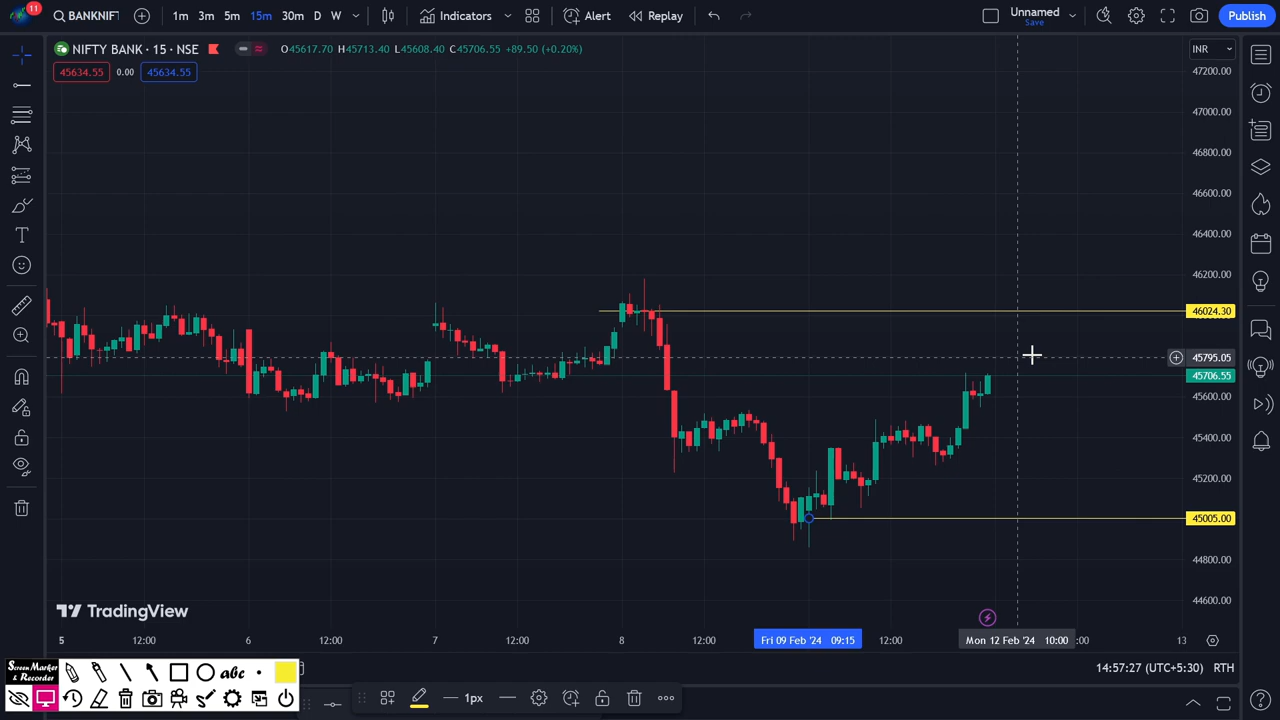 11
BANKNIFT
1m 3m 5m 15m 30m D W
Indicators
Alert
Replay
Unnamed
Save
Publish
NIFTY BANK · 15 · NSE
O45617.70 H45713.40 L45608.40 C45706.55 +89.50 (+0.20%)
INR
45634.55 0.00 45634.55
47200.00
47000.00
46800.00
46600.00
46400.00
46200.00
46024.30
45795.05
45706.55
45600.00
45400.00
45200.00
45005.00
44800.00
44600.00
TradingView
5 12:00 6 12:00 7 12:00 8 12:00 Fri 09 Feb '24 09:15 12:00 Mon 12 Feb '24 10:00 :00 13
14:57:27 (UTC+5:30) RTH
Screen Marker
& Recorder
abc
1px